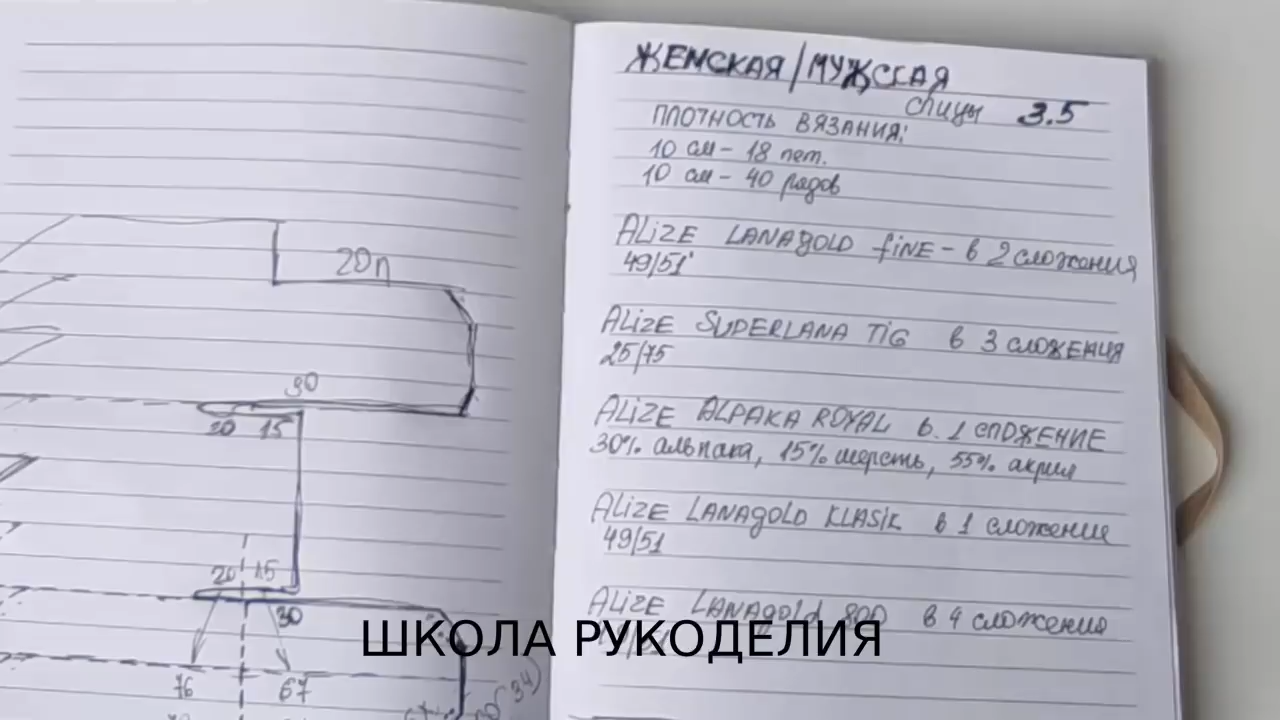 20п
30
20 15
20 15
30
76 67
34)
ЖЕМСКАЯ/МУЖССАЯ
спицы 3.5
ПЛОТНОСТЬ ВЯЗАНИЯ:
10 см - 18 пет.
10 см - 40 рядов
ALIZE LANAGOLD FINE - в 2 сложения
49/51
ALIZE SUPERLANA TIG в 3 сложения
25/75
ALIZE ALPAKA ROYAL в 1 СЛОЖЕНИЕ
30% альпака, 15% шерсть, 55% акрил
ALIZE LANAGOLD KLASIK в 1 сложение
49/51
ALIZE LANAGOLD 800 в 4 сложения
ШКОЛА РУКОДЕЛИЯ